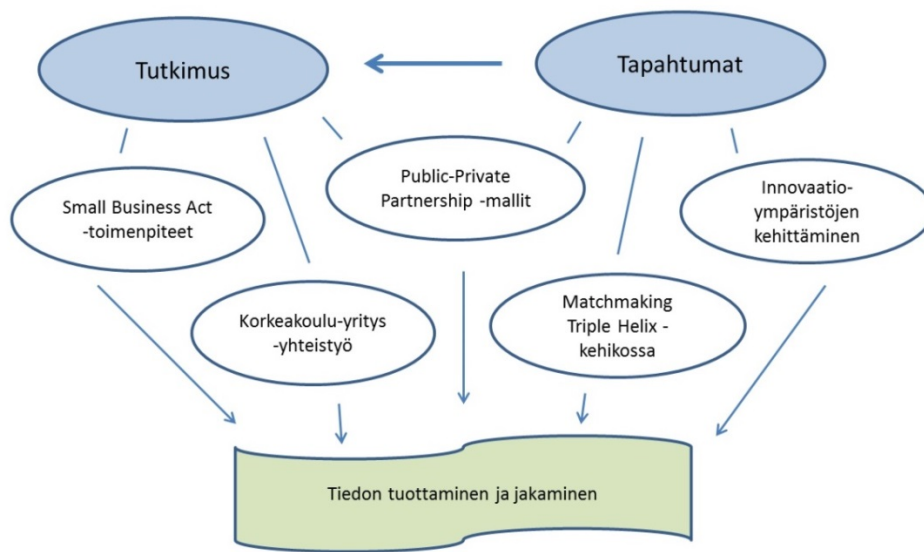 Tutkimus
Tapahtumat
Small Business Act
-toimenpiteet
Public-Private
Partnership -mallit
Innovaatio-
ympäristöjen
kehittäminen
Korkeakoulu-yritys
-yhteistyö
Matchmaking
Triple Helix -
kehikossa
Tiedon tuottaminen ja jakaminen